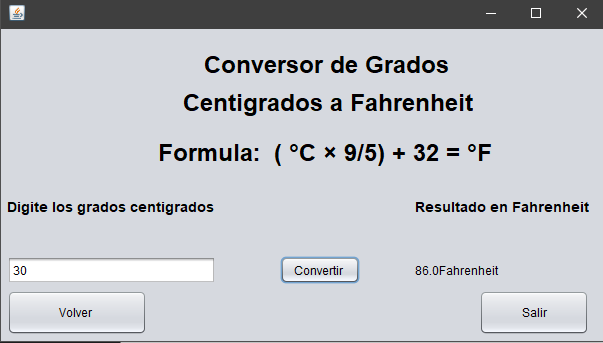 Conversor de Grados
Centigrados a Fahrenheit
Formula:  ( °C × 9/5) + 32 = °F
Digite los grados centigrados
Resultado en Fahrenheit
30
Convertir
86.0Fahrenheit
Volver
Salir